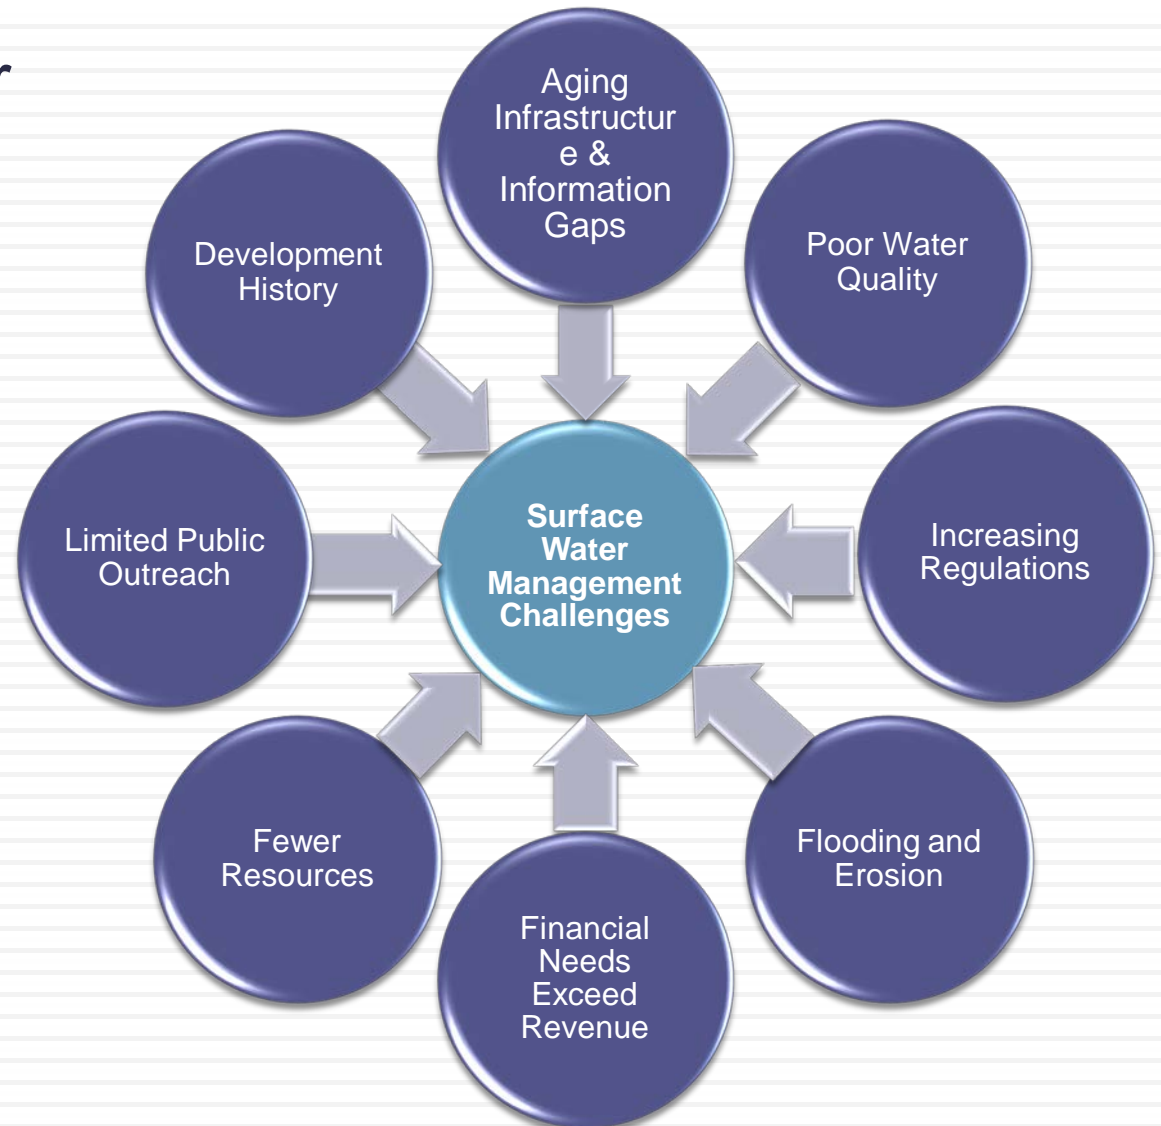 r
Aging
Infrastructur
e &
Information
Gaps
Poor Water
Quality
Increasing
Regulations
Flooding and
Erosion
Financial
Needs
Exceed
Revenue
Fewer
Resources
Limited Public
Outreach
Development
History
Surface
Water
Management
Challenges